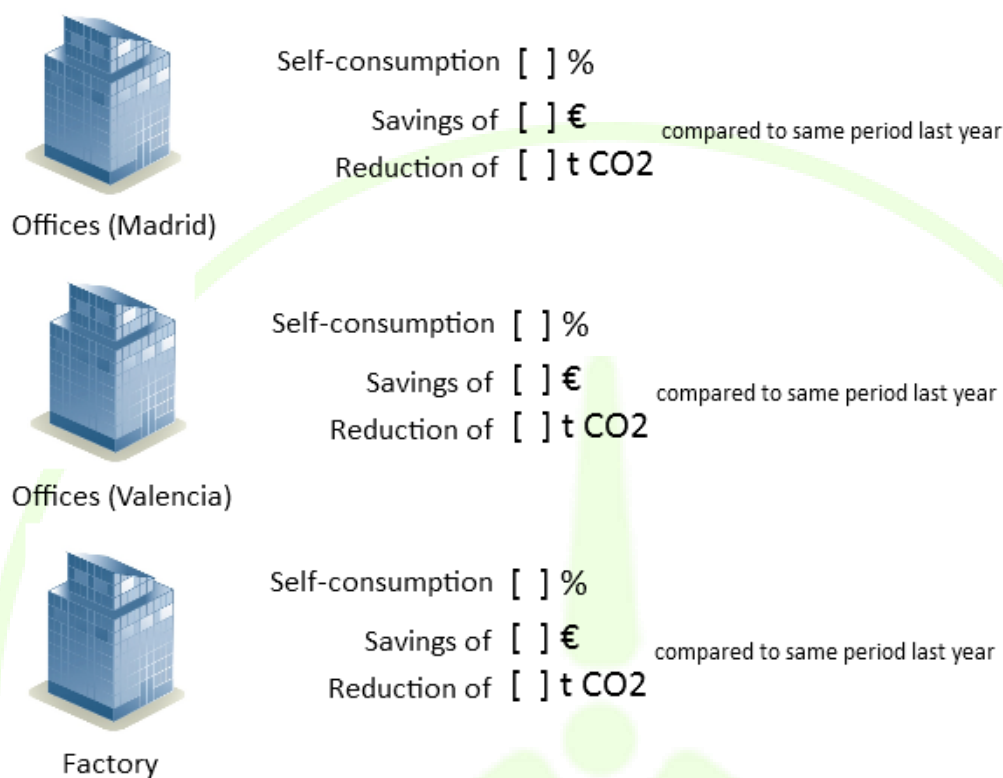 Self-consumption [ ] %
Savings of [ ] € compared to same period last year
Reduction of [ ] t CO2
Offices (Madrid)
Self-consumption [ ] %
Savings of [ ] € compared to same period last year
Reduction of [ ] t CO2
Offices (Valencia)
Self-consumption [ ] %
Savings of [ ] € compared to same period last year
Reduction of [ ] t CO2
Factory